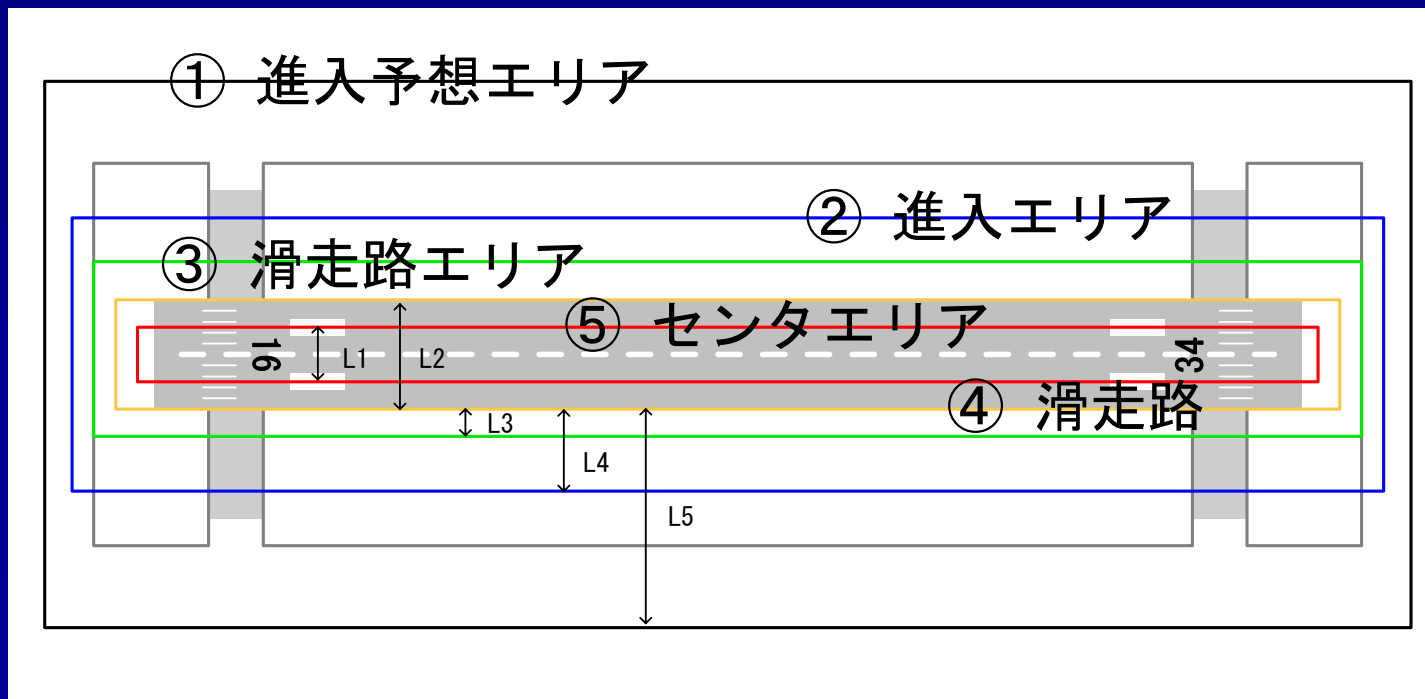 ① 進入予想エリア
② 進入エリア
③ 滑走路エリア
⑤ センタエリア
16
L1
L2
34
④ 滑走路
L3
L4
L5